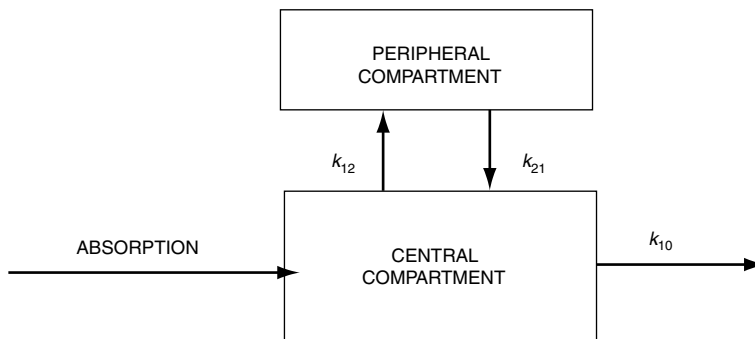 PERIPHERAL
COMPARTMENT
k12
k21
ABSORPTION
CENTRAL
COMPARTMENT
k10